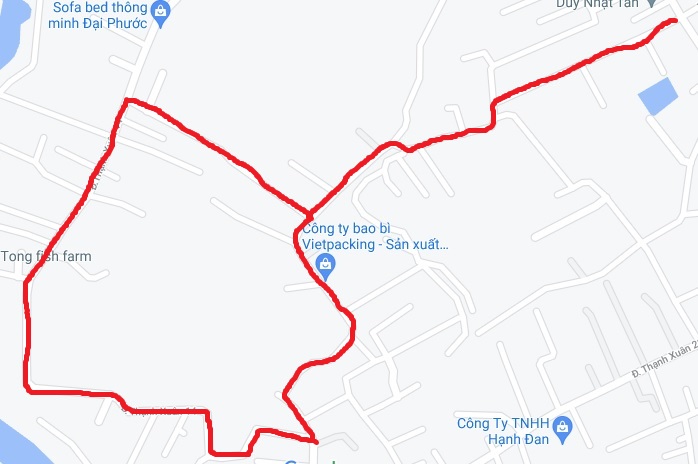 Sofa bed thông
minh Đại Phước
Duy Nhật Tân
Công ty bao bì
Vietpacking - Sản xuất...
Tong fish farm
Đ. Thạnh Xuân 2
Công Ty TNHH
Hạnh Đan